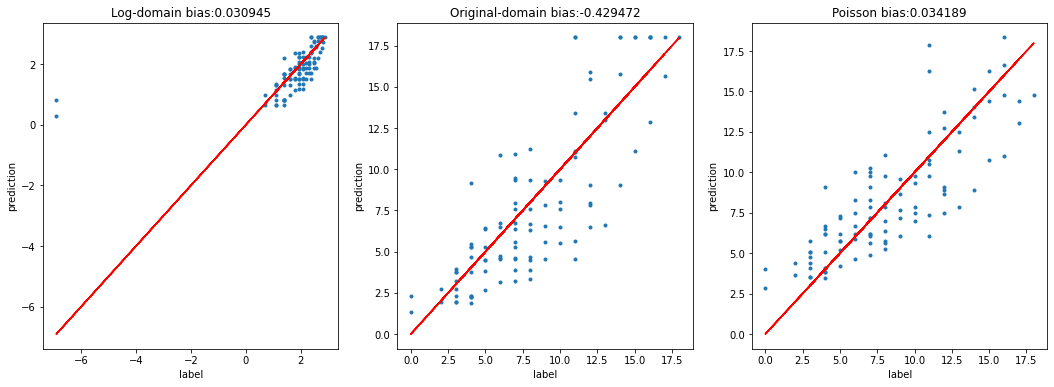 Log-domain bias:0.030945
2
0
−2
−4
−6
prediction
−6 −4 −2 0 2
label
Original-domain bias:-0.429472
17.5
15.0
12.5
10.0
7.5
5.0
2.5
0.0
prediction
0.0 2.5 5.0 7.5 10.0 12.5 15.0 17.5
label
Poisson bias:0.034189
17.5
15.0
12.5
10.0
7.5
5.0
2.5
0.0
prediction
0.0 2.5 5.0 7.5 10.0 12.5 15.0 17.5
label